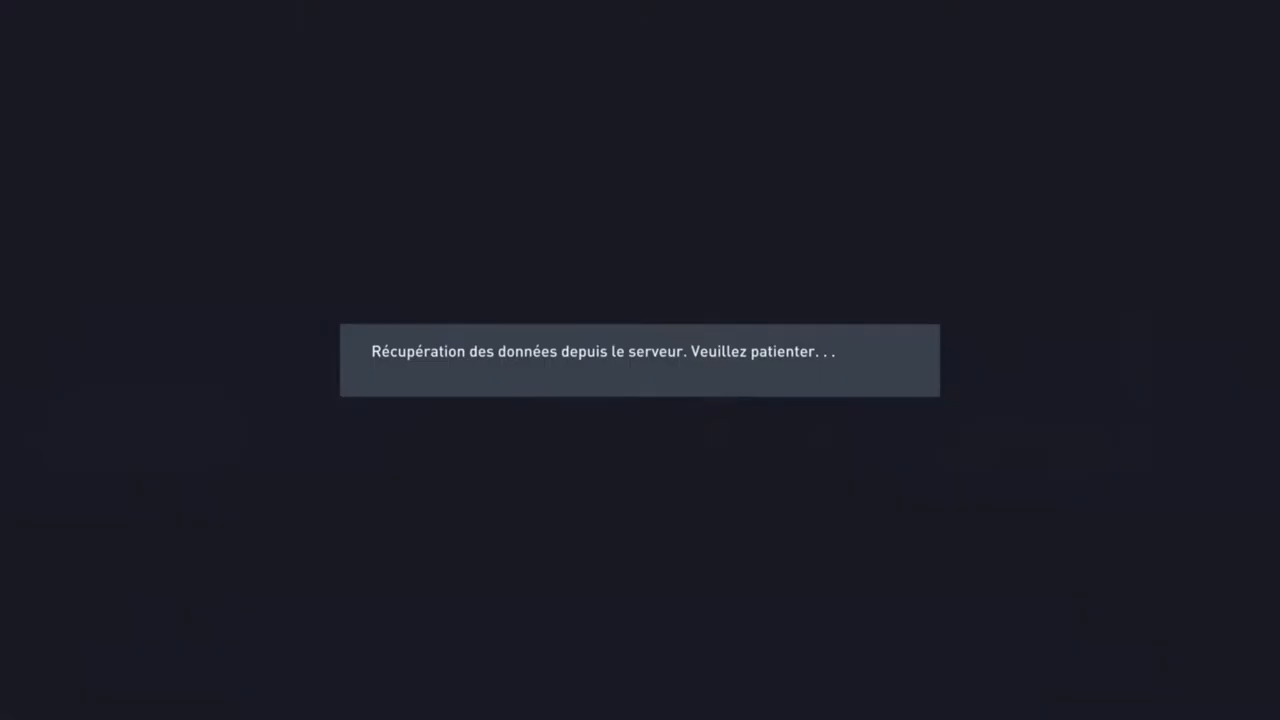 Récupération des données depuis le serveur. Veuillez patienter. . .